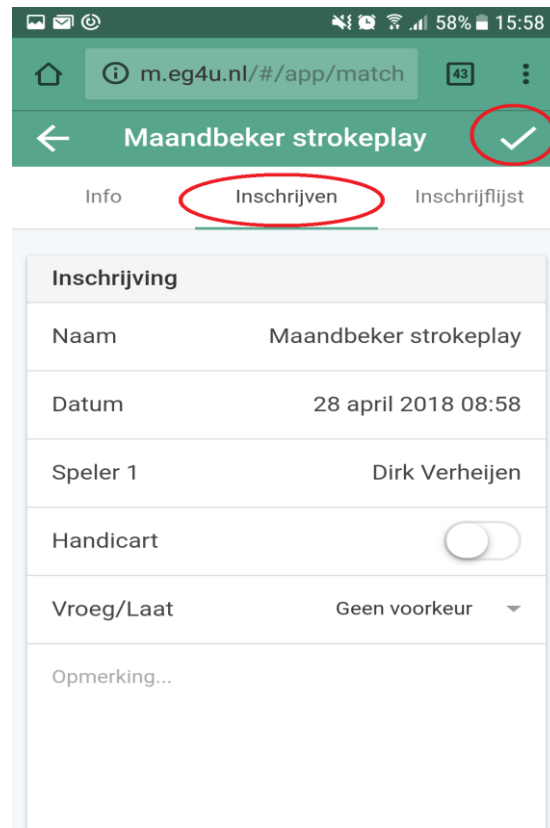 58% 15:58
m.eg4u.nl/#/app/match 43
Maandbeker strokeplay
Info Inschrijven Inschrijflijst
Inschrijving
Naam Maandbeker strokeplay
Datum 28 april 2018 08:58
Speler 1 Dirk Verheijen
Handicart
Vroeg/Laat Geen voorkeur
Opmerking...